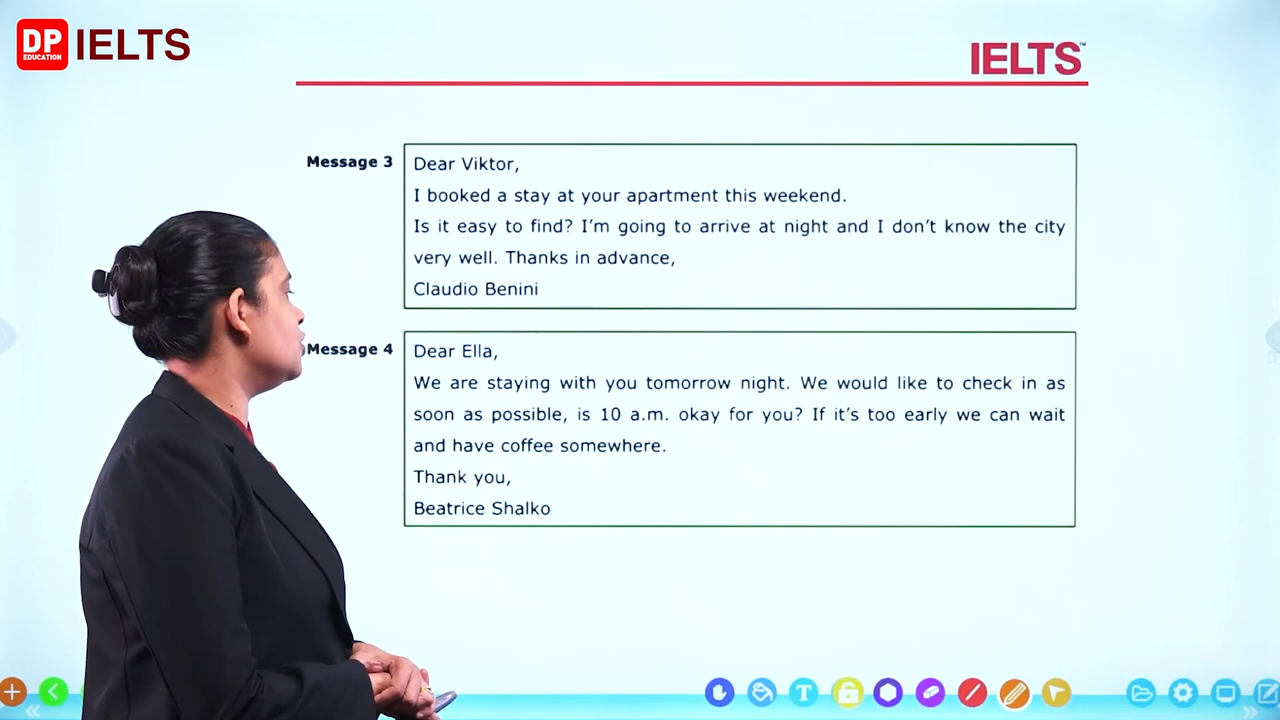 DP
EDUCATION
IELTS
IELTS™
Message 3
Dear Viktor,
I booked a stay at your apartment this weekend.
Is it easy to find? I’m going to arrive at night and I don’t know the city
very well. Thanks in advance,
Claudio Benini
Message 4
Dear Ella,
We are staying with you tomorrow night. We would like to check in as
soon as possible, is 10 a.m. okay for you? If it’s too early we can wait
and have coffee somewhere.
Thank you,
Beatrice Shalko
T